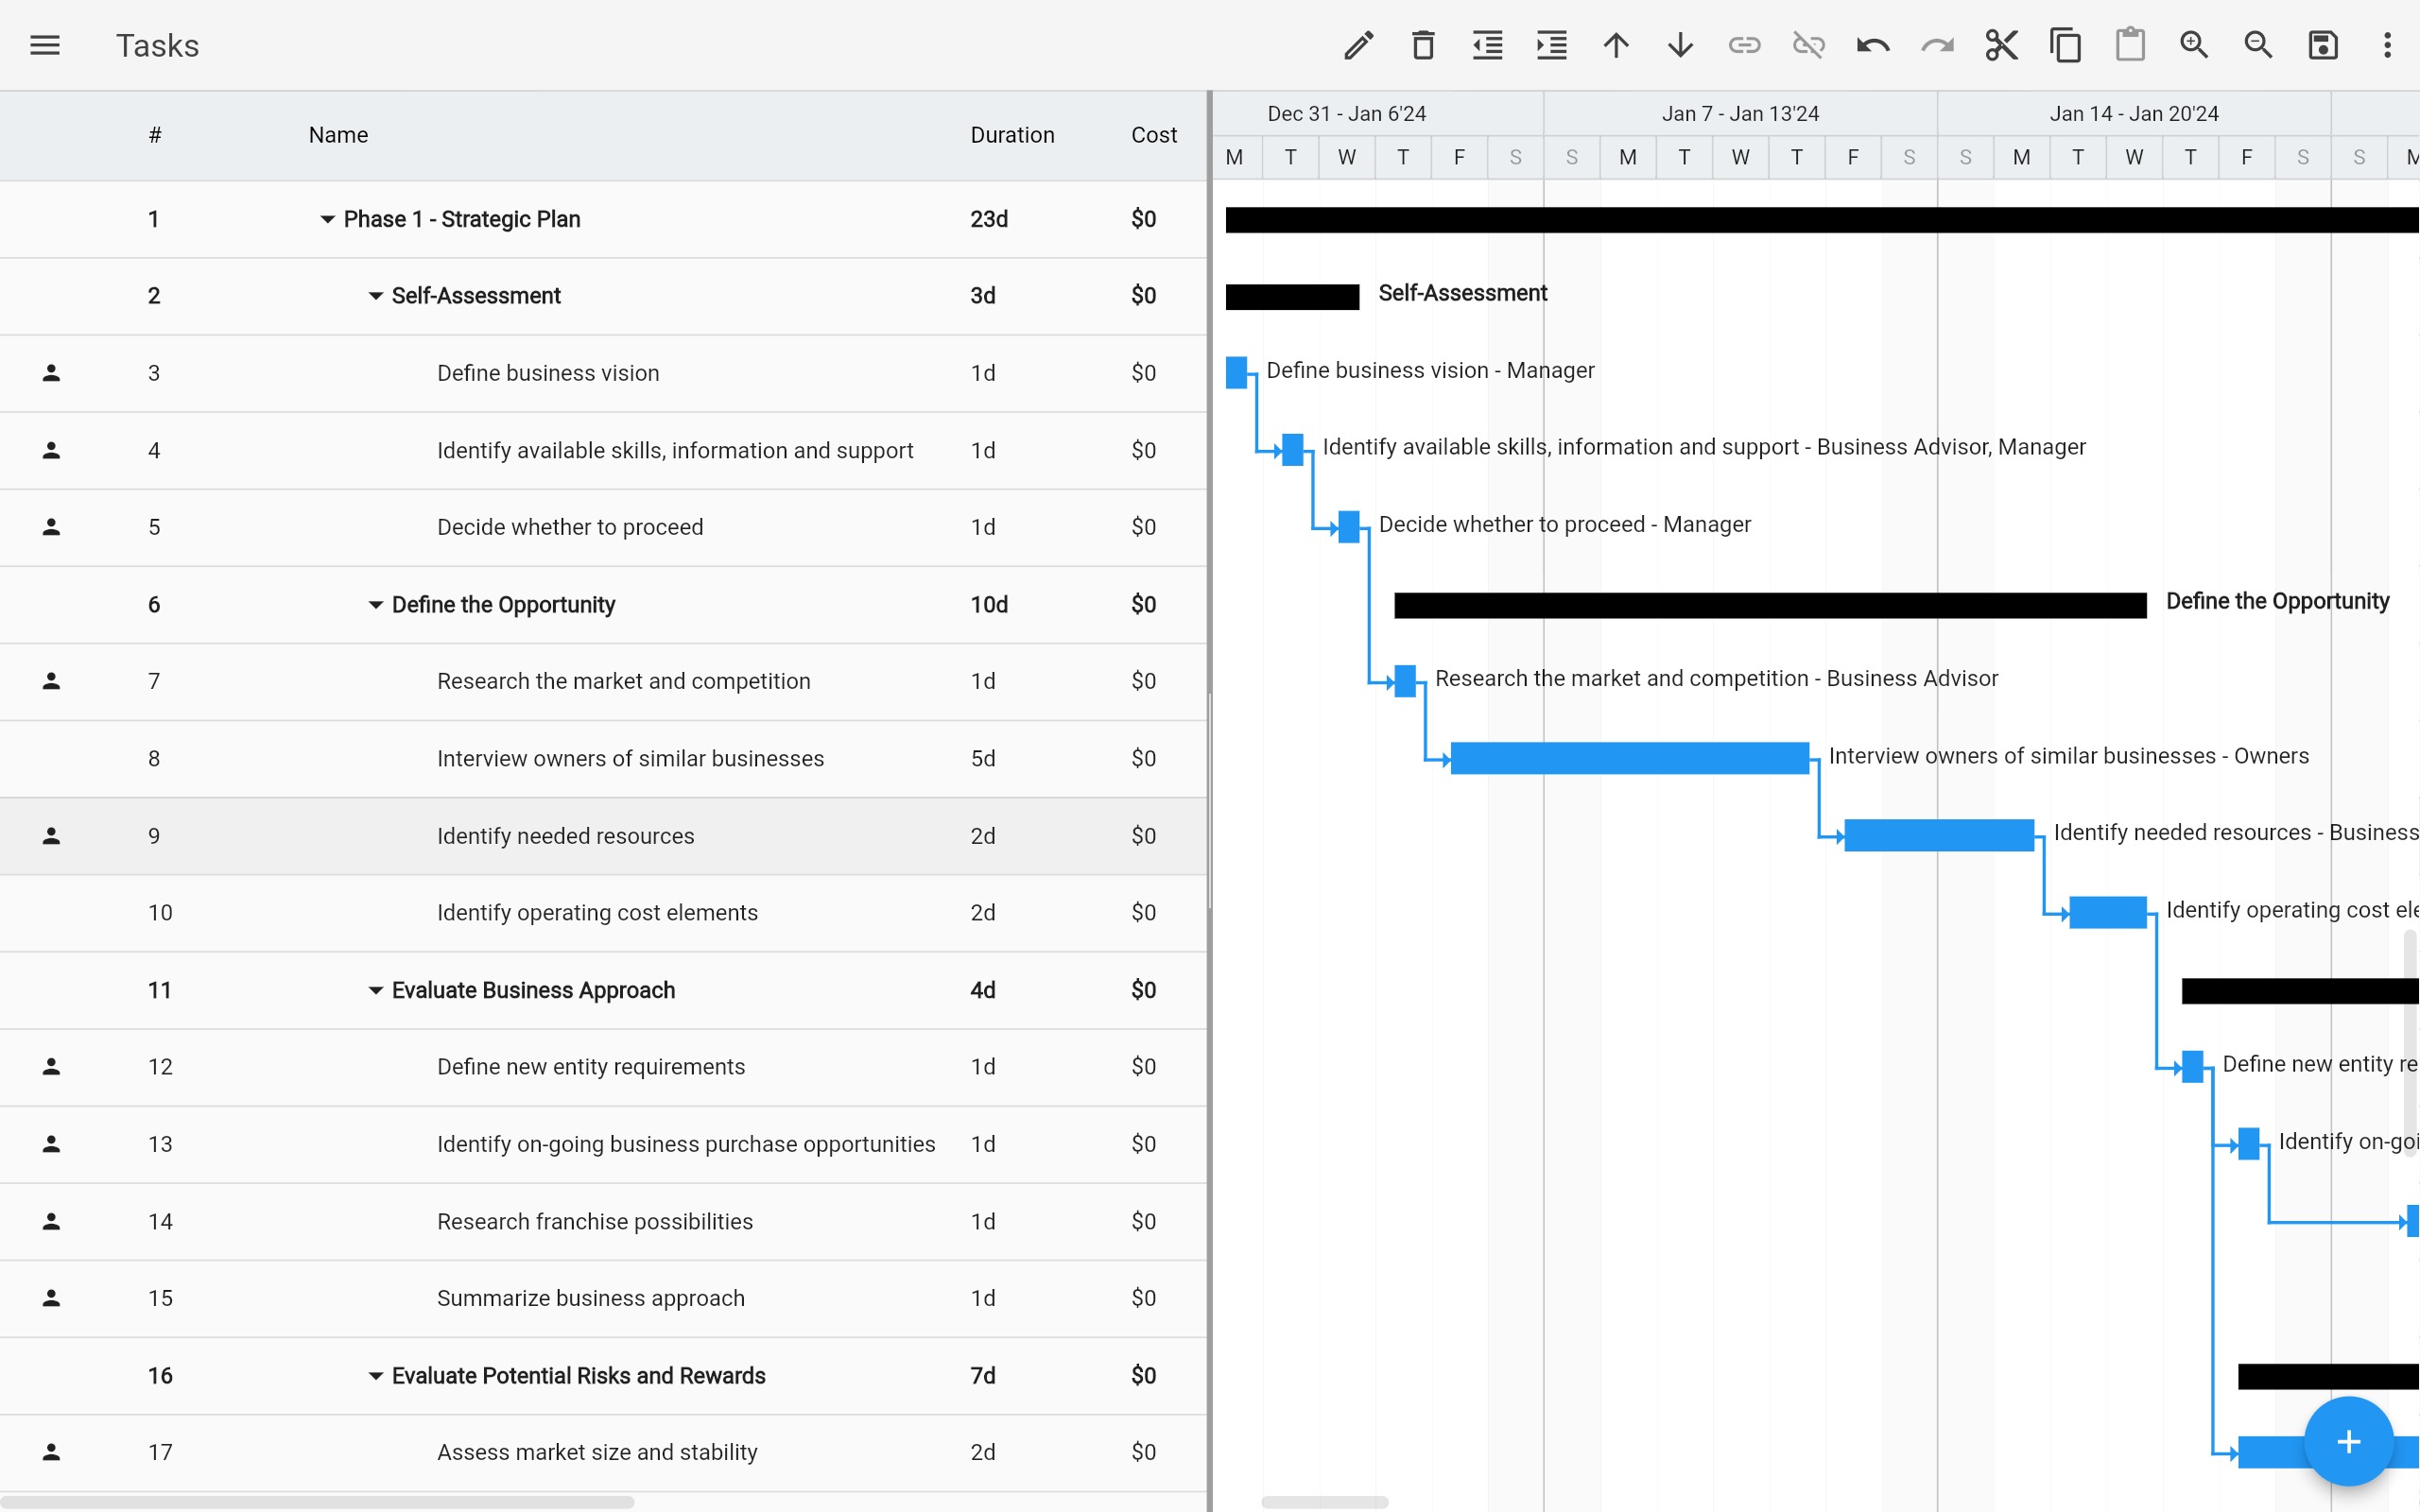 Tasks
# Name Duration Cost
Dec 31 - Jan 6'24 Jan 7 - Jan 13'24 Jan 14 - Jan 20'24
M T W T F S S M T W T F S S M T W T F S S M
1 Phase 1 - Strategic Plan 23d $0
2 Self-Assessment 3d $0 Self-Assessment
3 Define business vision 1d $0 Define business vision - Manager
4 Identify available skills, information and support 1d $0 Identify available skills, information and support - Business Advisor, Manager
5 Decide whether to proceed 1d $0 Decide whether to proceed - Manager
6 Define the Opportunity 10d $0 Define the Opportunity
7 Research the market and competition 1d $0 Research the market and competition - Business Advisor
8 Interview owners of similar businesses 5d $0 Interview owners of similar businesses - Owners
9 Identify needed resources 2d $0 Identify needed resources - Business
10 Identify operating cost elements 2d $0 Identify operating cost ele
11 Evaluate Business Approach 4d $0
12 Define new entity requirements 1d $0 Define new entity re
13 Identify on-going business purchase opportunities 1d $0 Identify on-goi
14 Research franchise possibilities 1d $0
15 Summarize business approach 1d $0
16 Evaluate Potential Risks and Rewards 7d $0
17 Assess market size and stability 2d $0